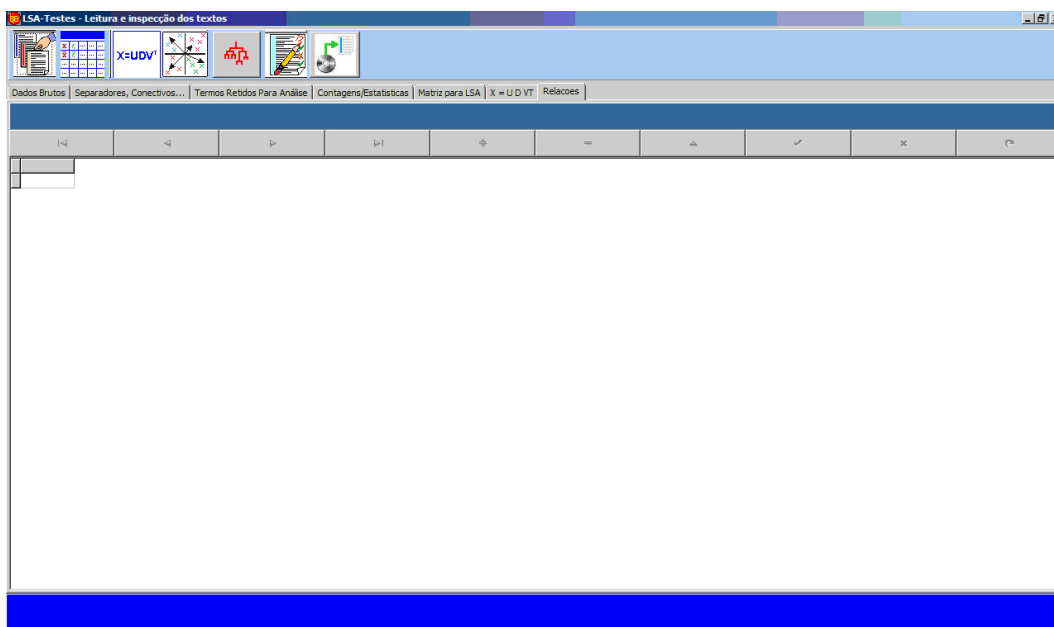 LSA-Testes - Leitura e inspecção dos textos
X=UDVᵀ
Dados Brutos Separadores, Conectivos... Termos Retidos Para Análise Contagens/Estatisticas Matriz para LSA X = U D VT Relacoes